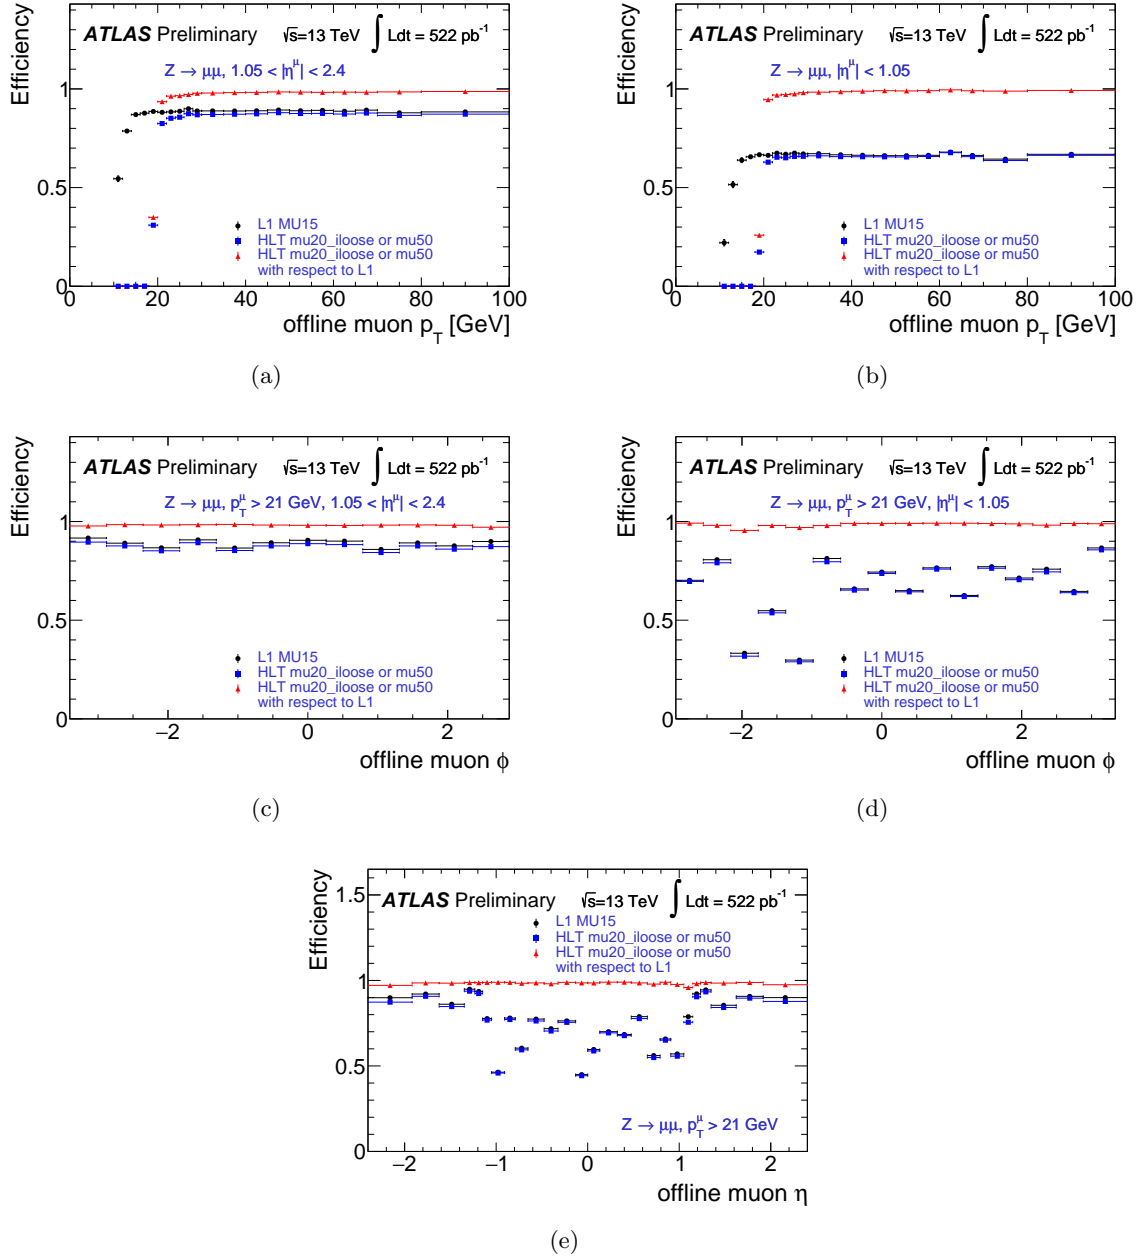 ATLAS Preliminary √s=13 TeV ∫ Ldt = 522 pb⁻¹
Z → μμ, 1.05 < |η^μ| < 2.4
Efficiency
1
0.5
0
L1 MU15
HLT mu20_iloose or mu50
HLT mu20_iloose or mu50
with respect to L1
0 20 40 60 80 100
offline muon p_T [GeV]
(a)
ATLAS Preliminary √s=13 TeV ∫ Ldt = 522 pb⁻¹
Z → μμ, |η^μ| < 1.05
Efficiency
1
0.5
0
L1 MU15
HLT mu20_iloose or mu50
HLT mu20_iloose or mu50
with respect to L1
0 20 40 60 80 100
offline muon p_T [GeV]
(b)
ATLAS Preliminary √s=13 TeV ∫ Ldt = 522 pb⁻¹
Z → μμ, p_T^μ > 21 GeV, 1.05 < |η^μ| < 2.4
Efficiency
1
0.5
0
L1 MU15
HLT mu20_iloose or mu50
HLT mu20_iloose or mu50
with respect to L1
−2 0 2
offline muon ϕ
(c)
ATLAS Preliminary √s=13 TeV ∫ Ldt = 522 pb⁻¹
Z → μμ, p_T^μ > 21 GeV, |η^μ| < 1.05
Efficiency
1
0.5
0
L1 MU15
HLT mu20_iloose or mu50
HLT mu20_iloose or mu50
with respect to L1
−2 0 2
offline muon ϕ
(d)
ATLAS Preliminary √s=13 TeV ∫ Ldt = 522 pb⁻¹
L1 MU15
HLT mu20_iloose or mu50
HLT mu20_iloose or mu50
with respect to L1
Efficiency
1.5
1
0.5
0
Z → μμ, p_T^μ > 21 GeV
−2 −1 0 1 2
offline muon η
(e)